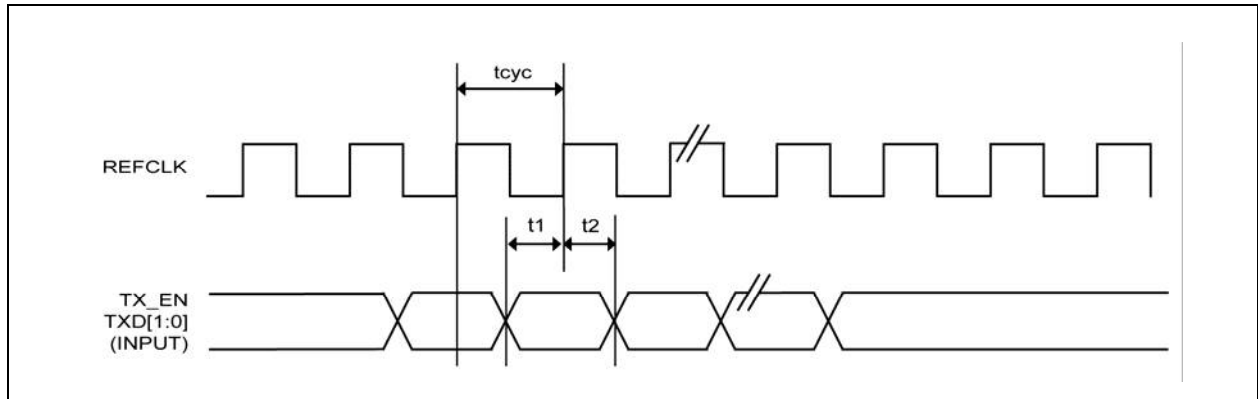 tcyc
REFCLK
t1 t2
TX_EN
TXD[1:0]
(INPUT)